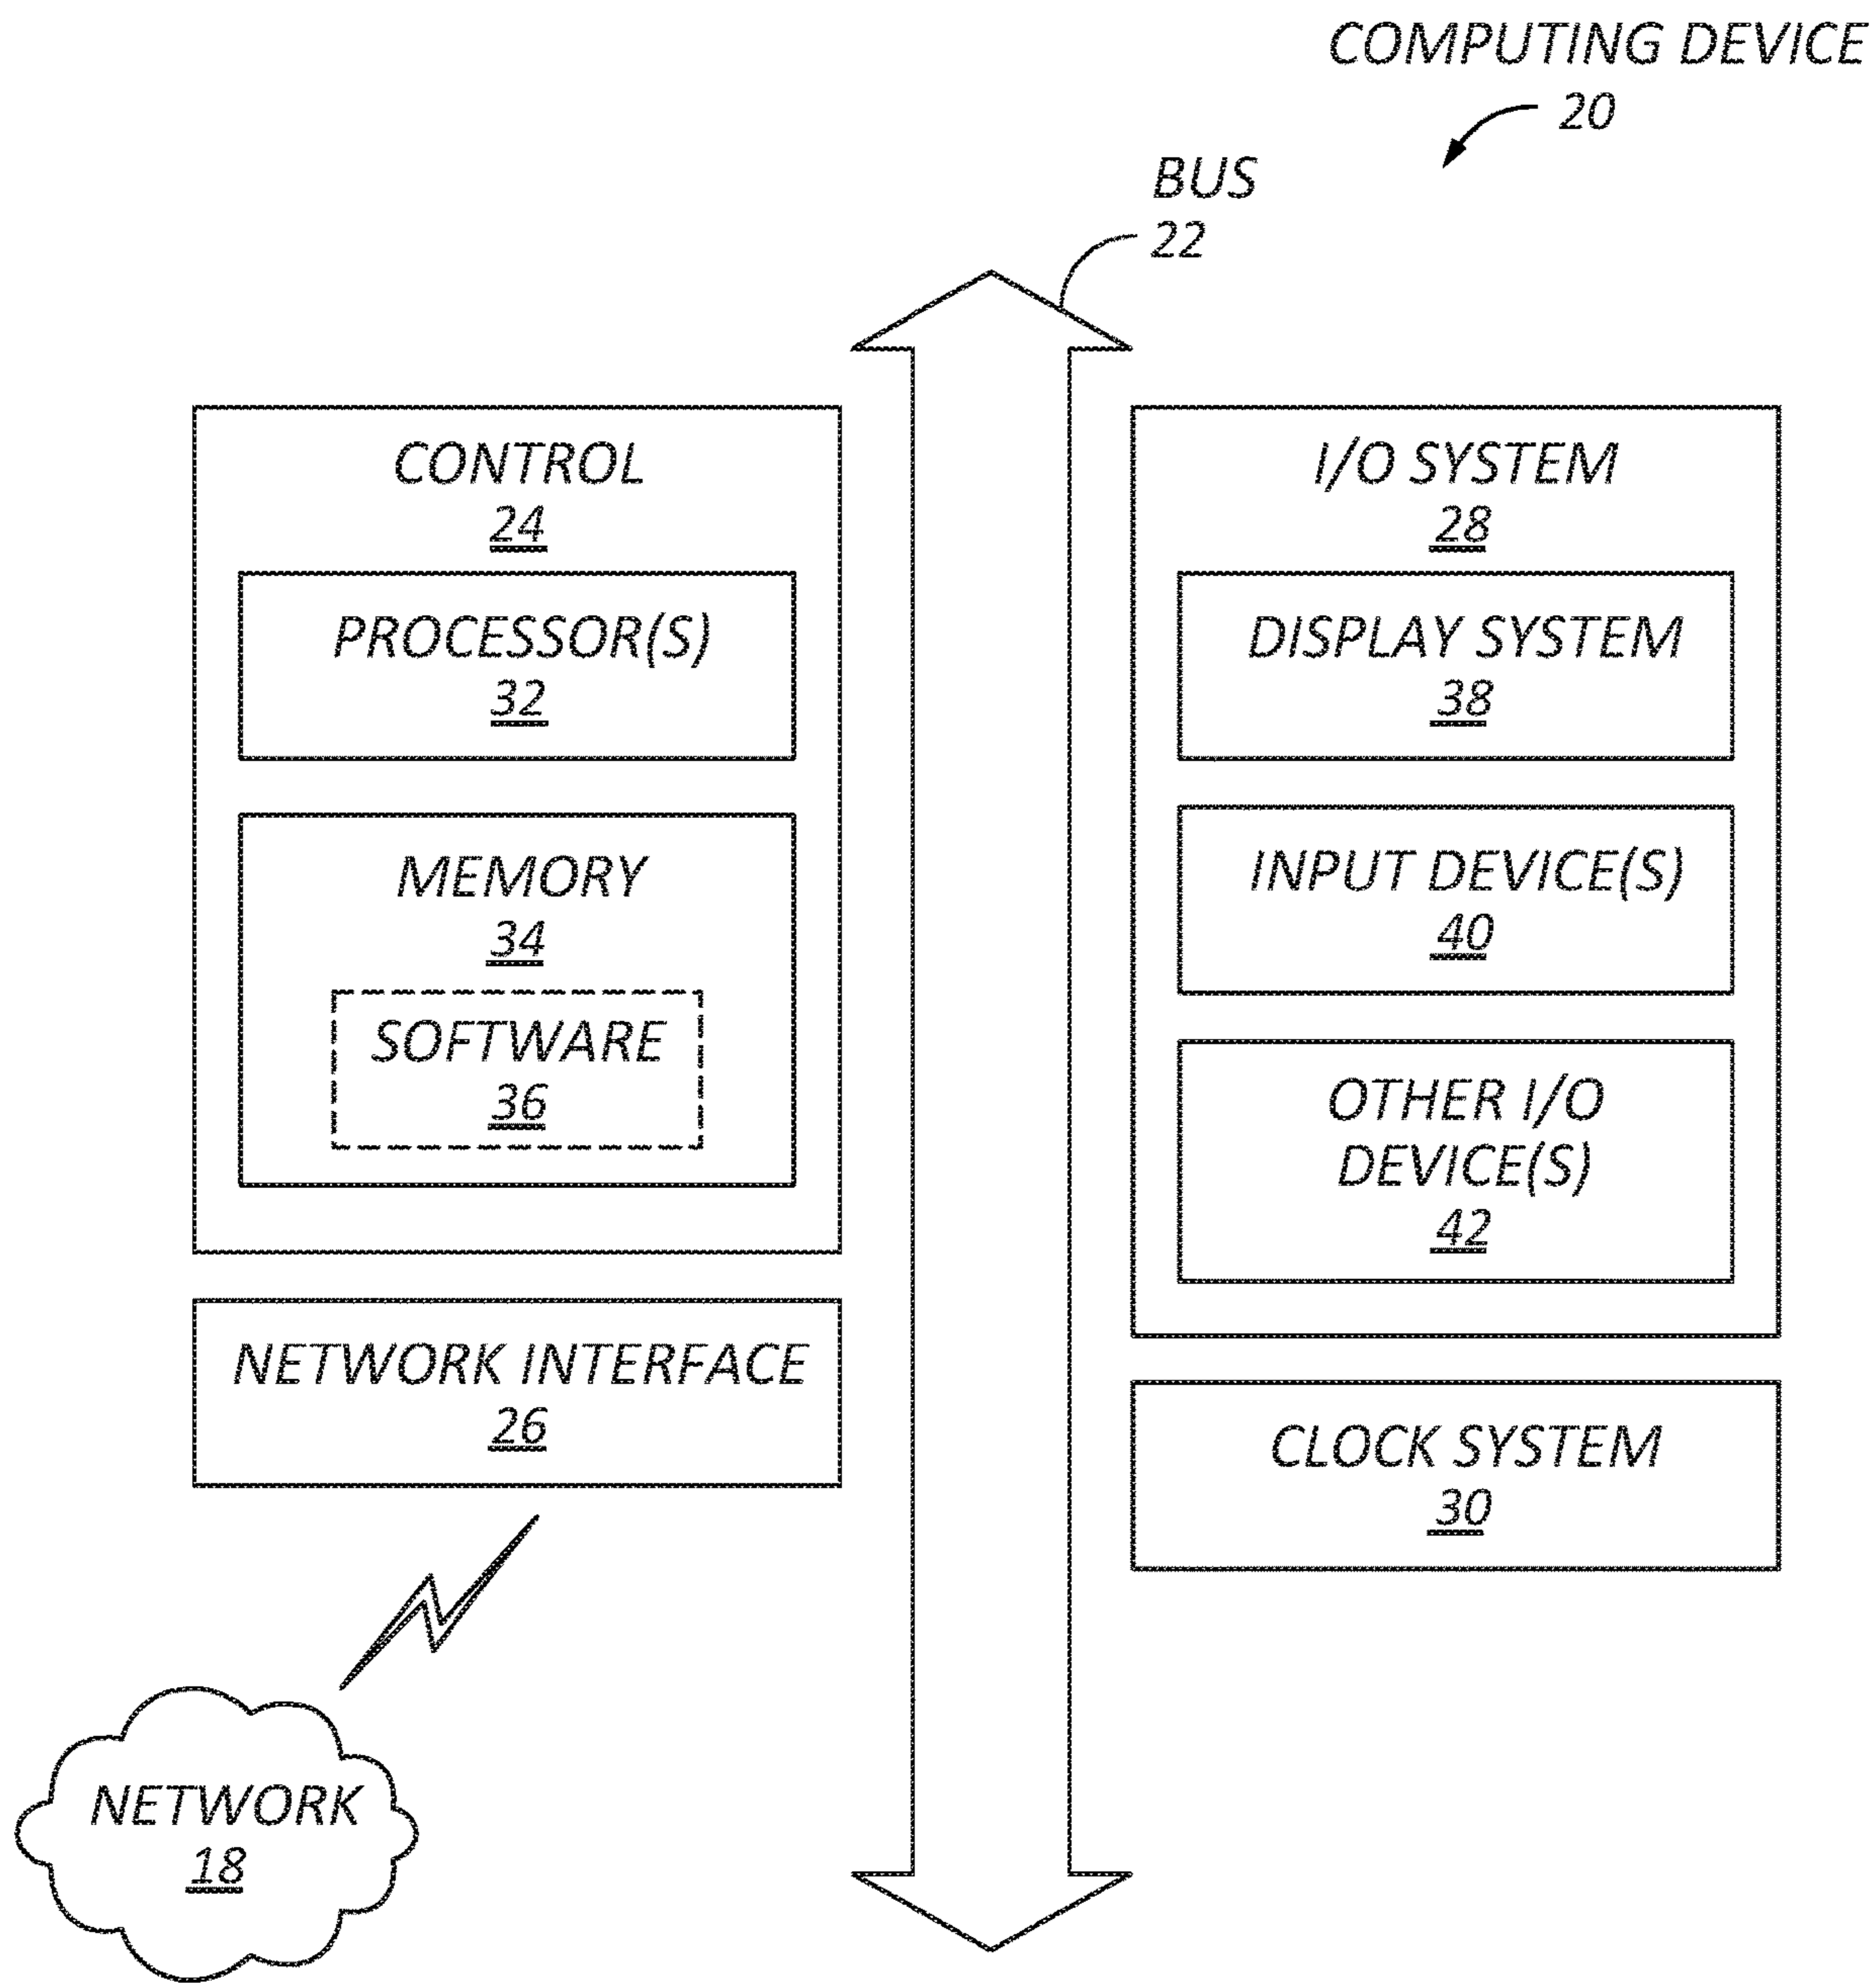 COMPUTING DEVICE
20
BUS
22
CONTROL
24
PROCESSOR(S)
32
MEMORY
34
SOFTWARE
36
NETWORK INTERFACE
26
NETWORK
18
I/O SYSTEM
28
DISPLAY SYSTEM
38
INPUT DEVICE(S)
40
OTHER I/O
DEVICE(S)
42
CLOCK SYSTEM
30